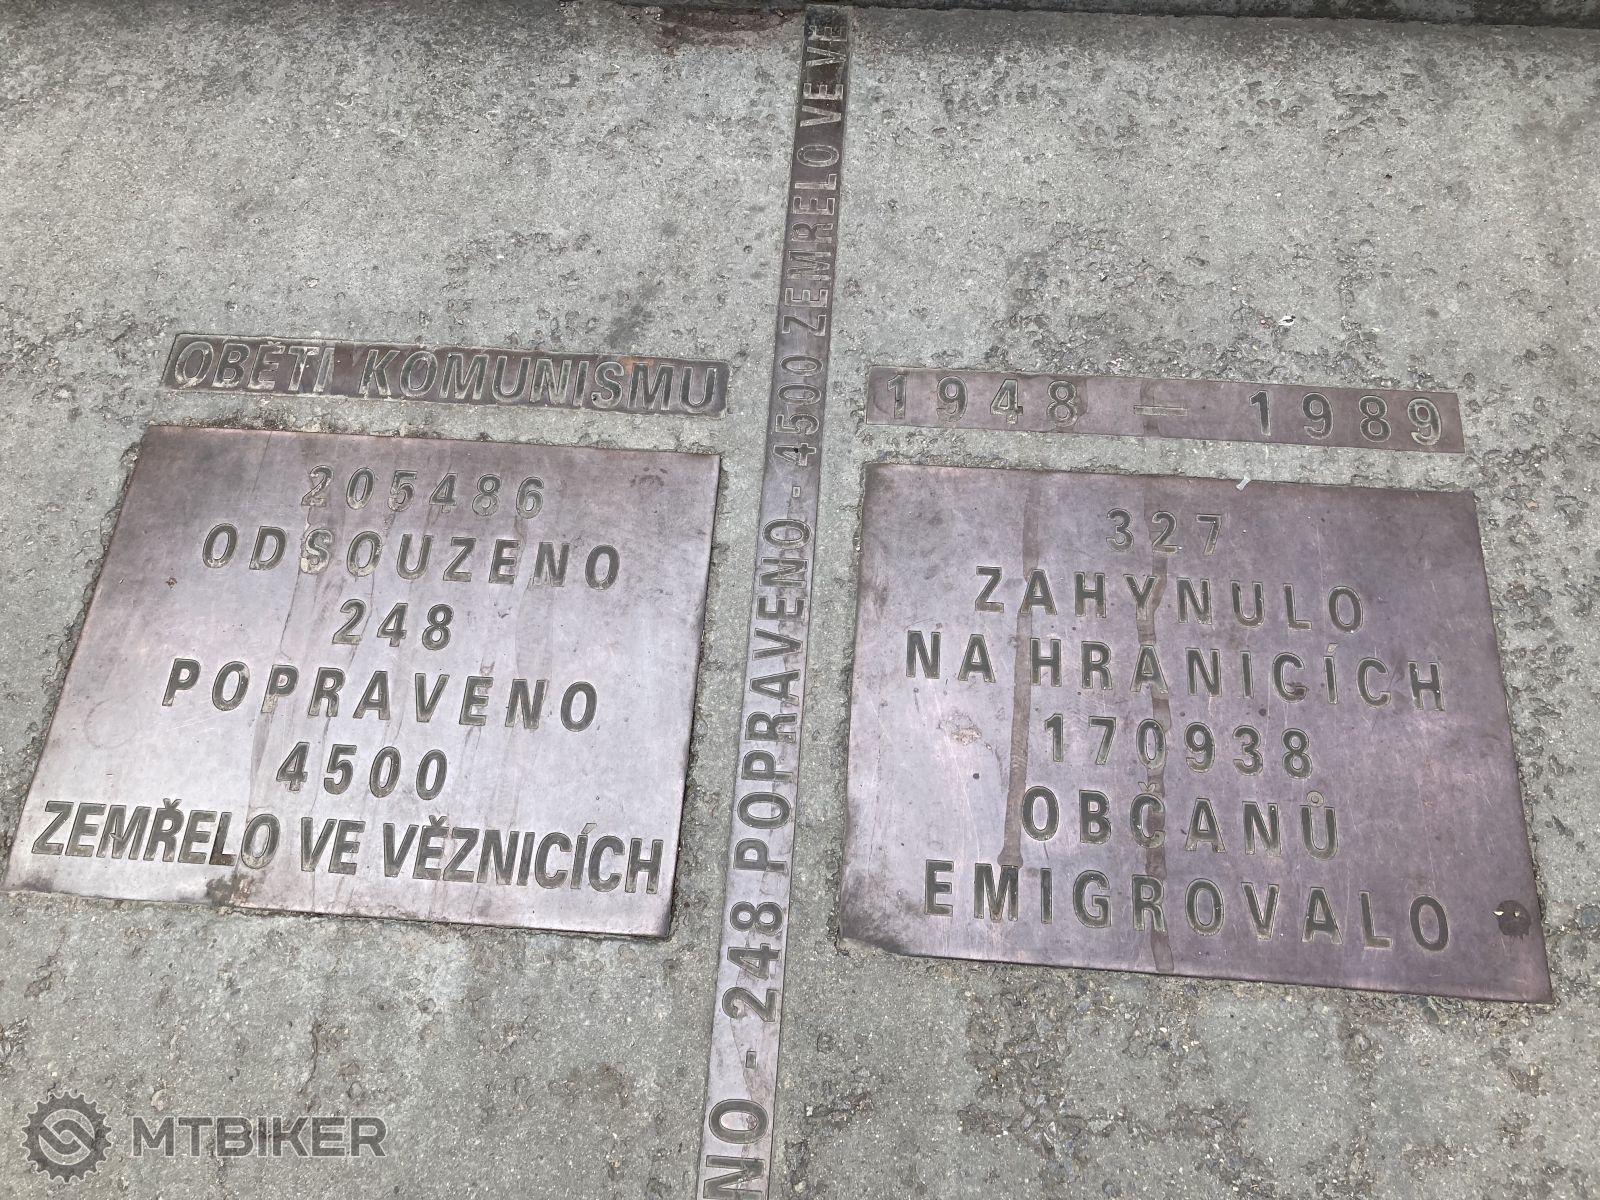 OBĚTI KOMUNISMU
205486
ODSOUZENO
248
POPRAVENO
4500
ZEMŘELO VE VĚZNICÍCH
NO - 248 POPRAVENO - 4500 ZEMŘELO VE VĚ
1948 — 1989
327
ZAHYNULO
NA HRANICÍCH
170938
OBČANŮ
EMIGROVALO
MTBIKER